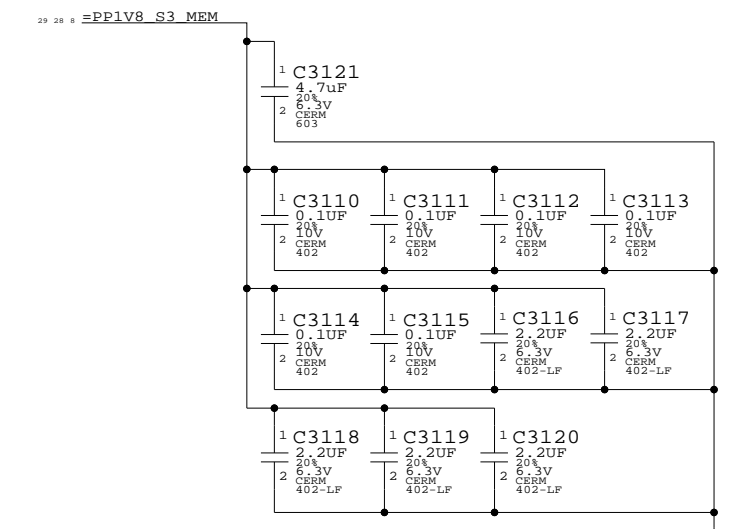 29 28 8 =PP1V8_S3_MEM
1 C3121
4.7uF
20%
6.3V
2 CERM
603
1 C3110
0.1UF
20%
10V
2 CERM
402
1 C3111
0.1UF
20%
10V
2 CERM
402
1 C3112
0.1UF
20%
10V
2 CERM
402
1 C3113
0.1UF
20%
10V
2 CERM
402
1 C3114
0.1UF
20%
10V
2 CERM
402
1 C3115
0.1UF
20%
10V
2 CERM
402
1 C3116
2.2UF
20%
6.3V
2 CERM
402-LF
1 C3117
2.2UF
20%
6.3V
2 CERM
402-LF
1 C3118
2.2UF
20%
6.3V
2 CERM
402-LF
1 C3119
2.2UF
20%
6.3V
2 CERM
402-LF
1 C3120
2.2UF
20%
6.3V
2 CERM
402-LF